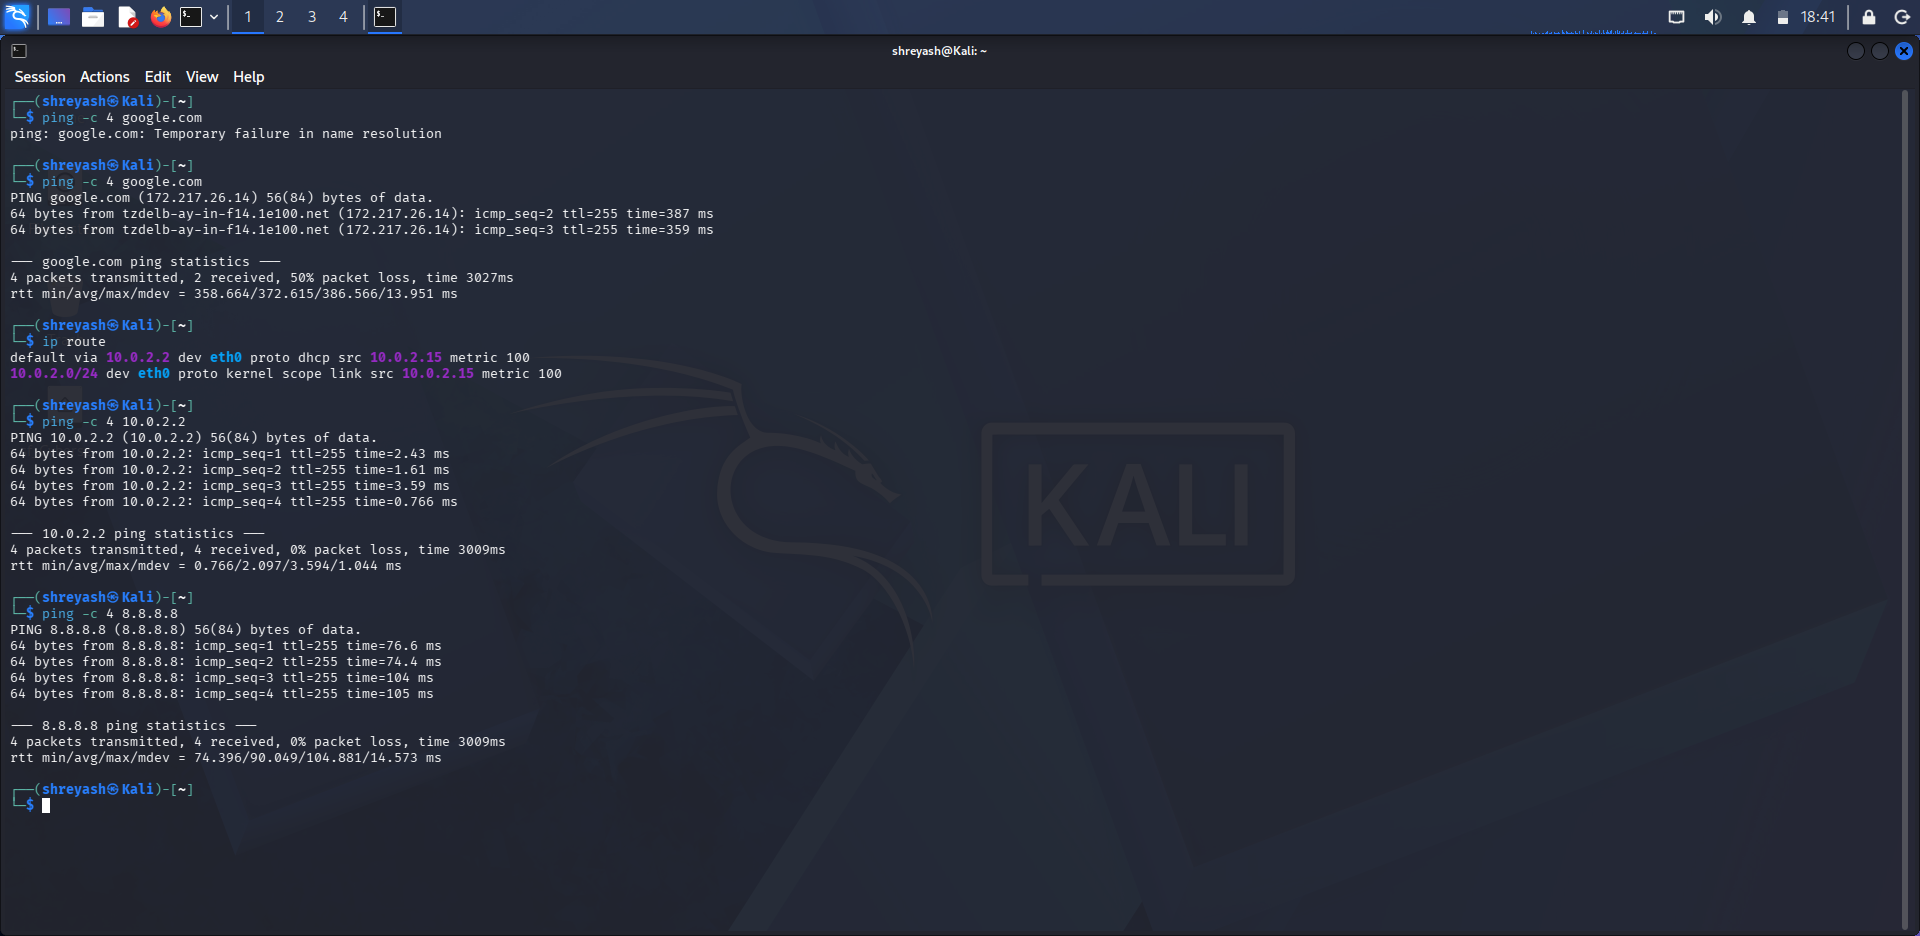 1 2 3 4 18:41
shreyash@Kali: ~
Session Actions Edit View Help
┌──(shreyash㉿Kali)-[~]
└─$ ping -c 4 google.com
ping: google.com: Temporary failure in name resolution
┌──(shreyash㉿Kali)-[~]
└─$ ping -c 4 google.com
PING google.com (172.217.26.14) 56(84) bytes of data.
64 bytes from tzdelb-ay-in-f14.1e100.net (172.217.26.14): icmp_seq=2 ttl=255 time=387 ms
64 bytes from tzdelb-ay-in-f14.1e100.net (172.217.26.14): icmp_seq=3 ttl=255 time=359 ms
--- google.com ping statistics ---
4 packets transmitted, 2 received, 50% packet loss, time 3027ms
rtt min/avg/max/mdev = 358.664/372.615/386.566/13.951 ms
┌──(shreyash㉿Kali)-[~]
└─$ ip route
default via 10.0.2.2 dev eth0 proto dhcp src 10.0.2.15 metric 100
10.0.2.0/24 dev eth0 proto kernel scope link src 10.0.2.15 metric 100
┌──(shreyash㉿Kali)-[~]
└─$ ping -c 4 10.0.2.2
PING 10.0.2.2 (10.0.2.2) 56(84) bytes of data.
64 bytes from 10.0.2.2: icmp_seq=1 ttl=255 time=2.43 ms
64 bytes from 10.0.2.2: icmp_seq=2 ttl=255 time=1.61 ms
64 bytes from 10.0.2.2: icmp_seq=3 ttl=255 time=3.59 ms
64 bytes from 10.0.2.2: icmp_seq=4 ttl=255 time=0.766 ms
--- 10.0.2.2 ping statistics ---
4 packets transmitted, 4 received, 0% packet loss, time 3009ms
rtt min/avg/max/mdev = 0.766/2.097/3.594/1.044 ms
┌──(shreyash㉿Kali)-[~]
└─$ ping -c 4 8.8.8.8
PING 8.8.8.8 (8.8.8.8) 56(84) bytes of data.
64 bytes from 8.8.8.8: icmp_seq=1 ttl=255 time=76.6 ms
64 bytes from 8.8.8.8: icmp_seq=2 ttl=255 time=74.4 ms
64 bytes from 8.8.8.8: icmp_seq=3 ttl=255 time=104 ms
64 bytes from 8.8.8.8: icmp_seq=4 ttl=255 time=105 ms
--- 8.8.8.8 ping statistics ---
4 packets transmitted, 4 received, 0% packet loss, time 3009ms
rtt min/avg/max/mdev = 74.396/90.049/104.881/14.573 ms
┌──(shreyash㉿Kali)-[~]
└─$
KALI